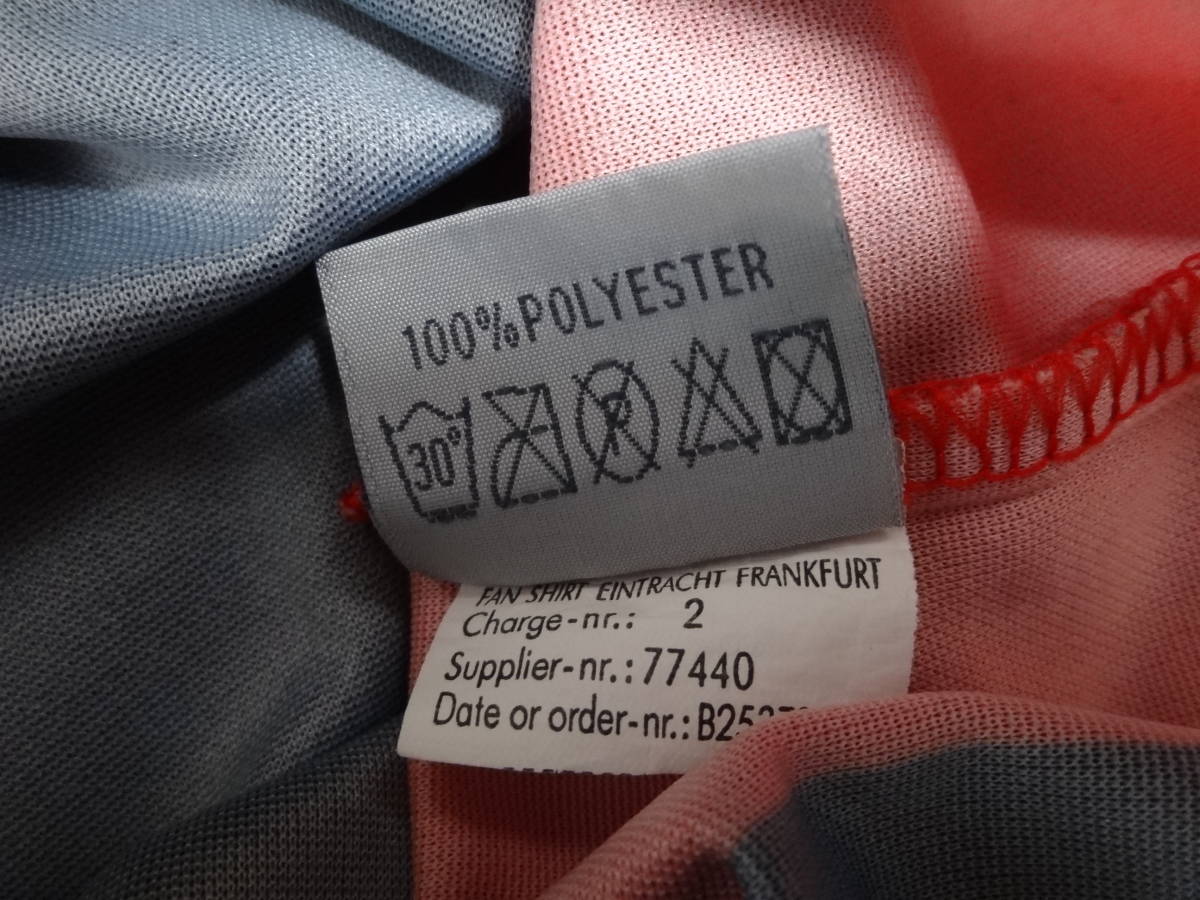 100% POLYESTER
30°
FAN SHIRT EINTRACHT FRANKFURT
Charge-nr.: 2
Supplier-nr.: 77440
Date or order-nr.: